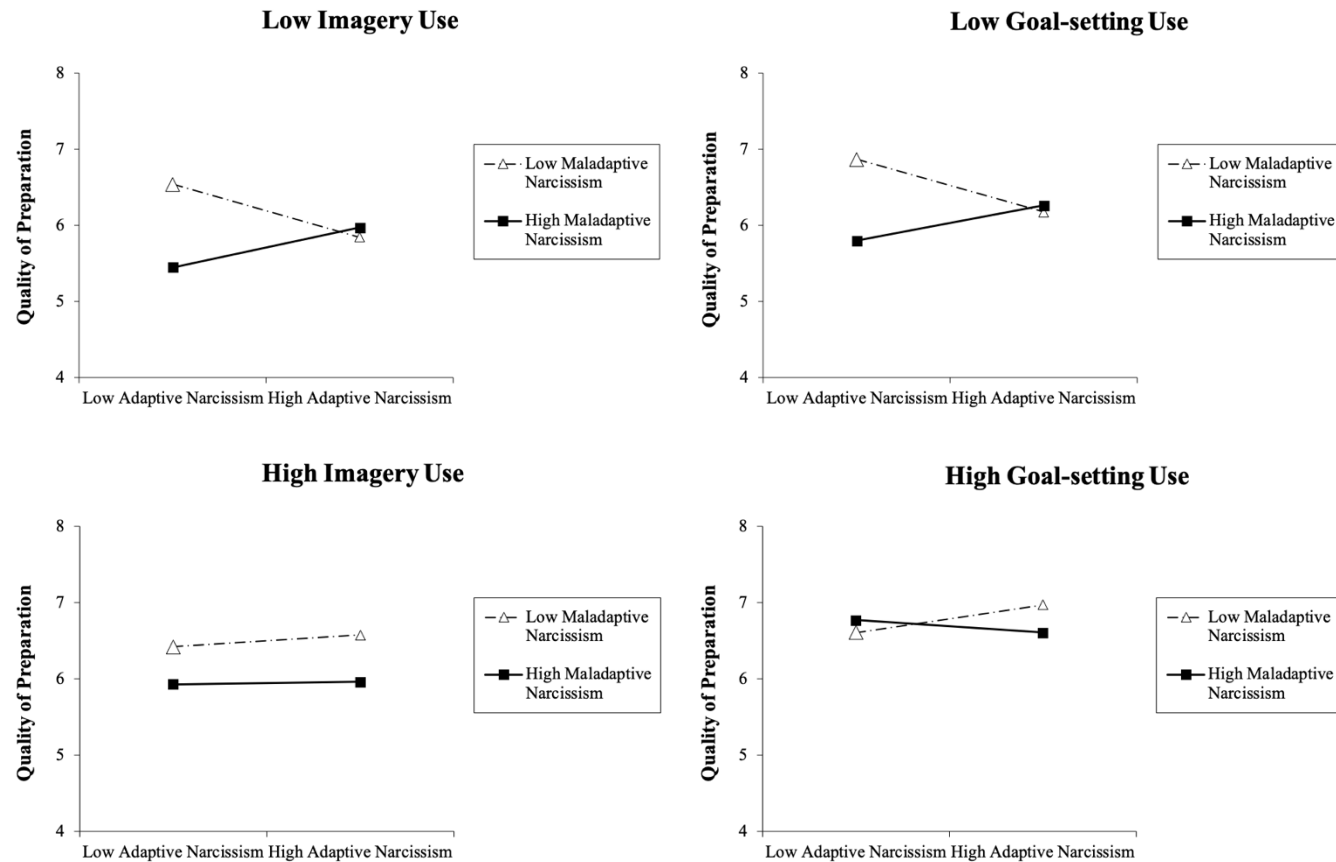 Low Imagery Use
Quality of Preparation
8
7
6
5
4
Low Adaptive Narcissism High Adaptive Narcissism
Low Maladaptive
Narcissism
High Maladaptive
Narcissism
Low Goal-setting Use
Quality of Preparation
8
7
6
5
4
Low Adaptive Narcissism High Adaptive Narcissism
Low Maladaptive
Narcissism
High Maladaptive
Narcissism
High Imagery Use
Quality of Preparation
8
7
6
5
4
Low Adaptive Narcissism High Adaptive Narcissism
Low Maladaptive
Narcissism
High Maladaptive
Narcissism
High Goal-setting Use
Quality of Preparation
8
7
6
5
4
Low Adaptive Narcissism High Adaptive Narcissism
Low Maladaptive
Narcissism
High Maladaptive
Narcissism